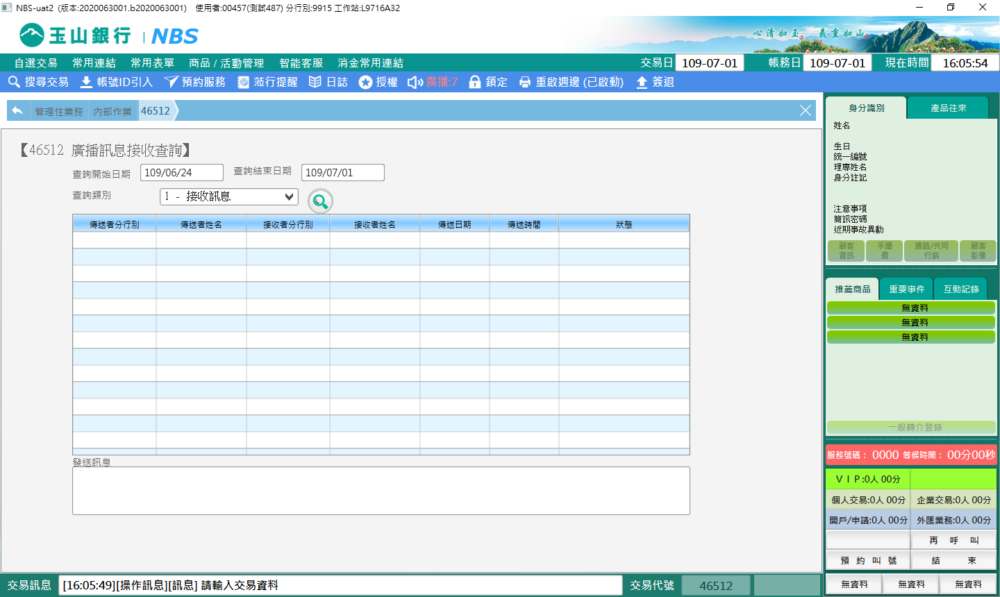 NBS-uat2 (版本:2020063001.b2020063001) 使用者:00457(測試487) 分行別:9915 工作站:L9716A32
玉山銀行 | NBS
心清如玉。 義重如山。
自選交易 常用連結 常用表單 商品 / 活動管理 智能客服 消金常用連結 交易日 109-07-01 帳務日 109-07-01 現在時間 16:05:54
搜尋交易 帳號ID引入 預約服務 流行提醒 日誌 授權 廣播:7 鎖定 重啟週邊 (已啟動) 簽退
管理性業務 內部作業 46512
【46512 廣播訊息接收查詢】
查詢開始日期 109/06/24 查詢結束日期 109/07/01
查詢類別 1 - 接收訊息
傳送者分行別 傳送者姓名 接收者分行別 接收者姓名 傳送日期 傳送時間 狀態
發送訊息
身分識別 產品往來
姓名
生日
統一編號
理專姓名
身分註記
注意事項
簡訊密碼
近期事故異動
顧客資訊 手續費 通路/共同行銷 顧客影像
推薦商品 重要事件 互動記錄
無資料
無資料
無資料
一般轉介登錄
服務號碼： 0000 等候時間： 00分00秒
ＶＩＰ:0人 00分
個人交易:0人 00分 企業交易:0人 00分
開戶/申請:0人 00分 外匯業務:0人 00分
再 呼 叫
預 約 叫 號 結 束
交易訊息 [16:05:49][操作訊息][訊息] 請輸入交易資料 交易代號 46512
無資料 無資料 無資料